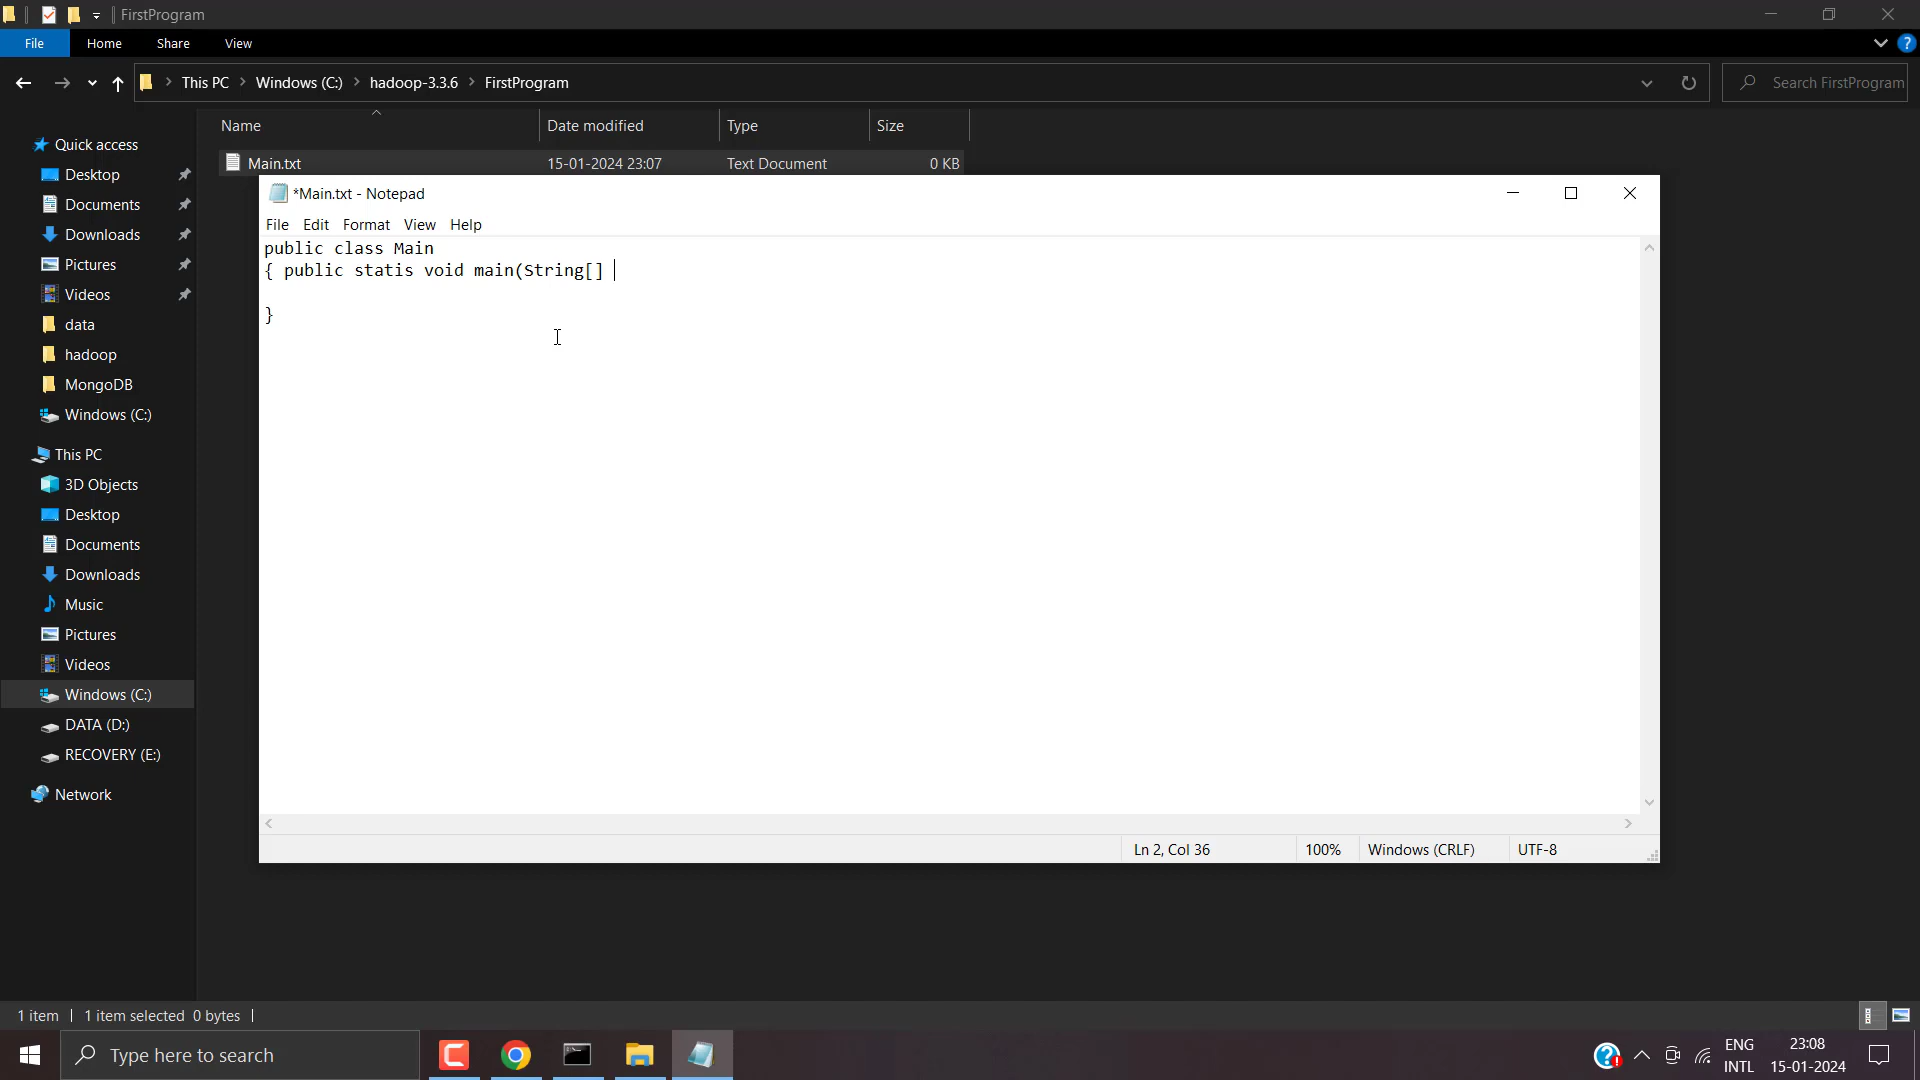 FirstProgram
File Home Share View
This PC Windows (C:) hadoop-3.3.6 FirstProgram
Search FirstProgram
Name Date modified Type Size
Main.txt 15-01-2024 23:07 Text Document 0 KB
Quick access
Desktop
Documents
Downloads
Pictures
Videos
data
hadoop
MongoDB
Windows (C:)
This PC
3D Objects
Desktop
Documents
Downloads
Music
Pictures
Videos
Windows (C:)
DATA (D:)
RECOVERY (E:)
Network
*Main.txt - Notepad
File Edit Format View Help
public class Main
{ public statis void main(String[]
}
Ln 2, Col 36 100% Windows (CRLF) UTF-8
1 item 1 item selected 0 bytes
Type here to search
ENG
INTL
23:08
15-01-2024